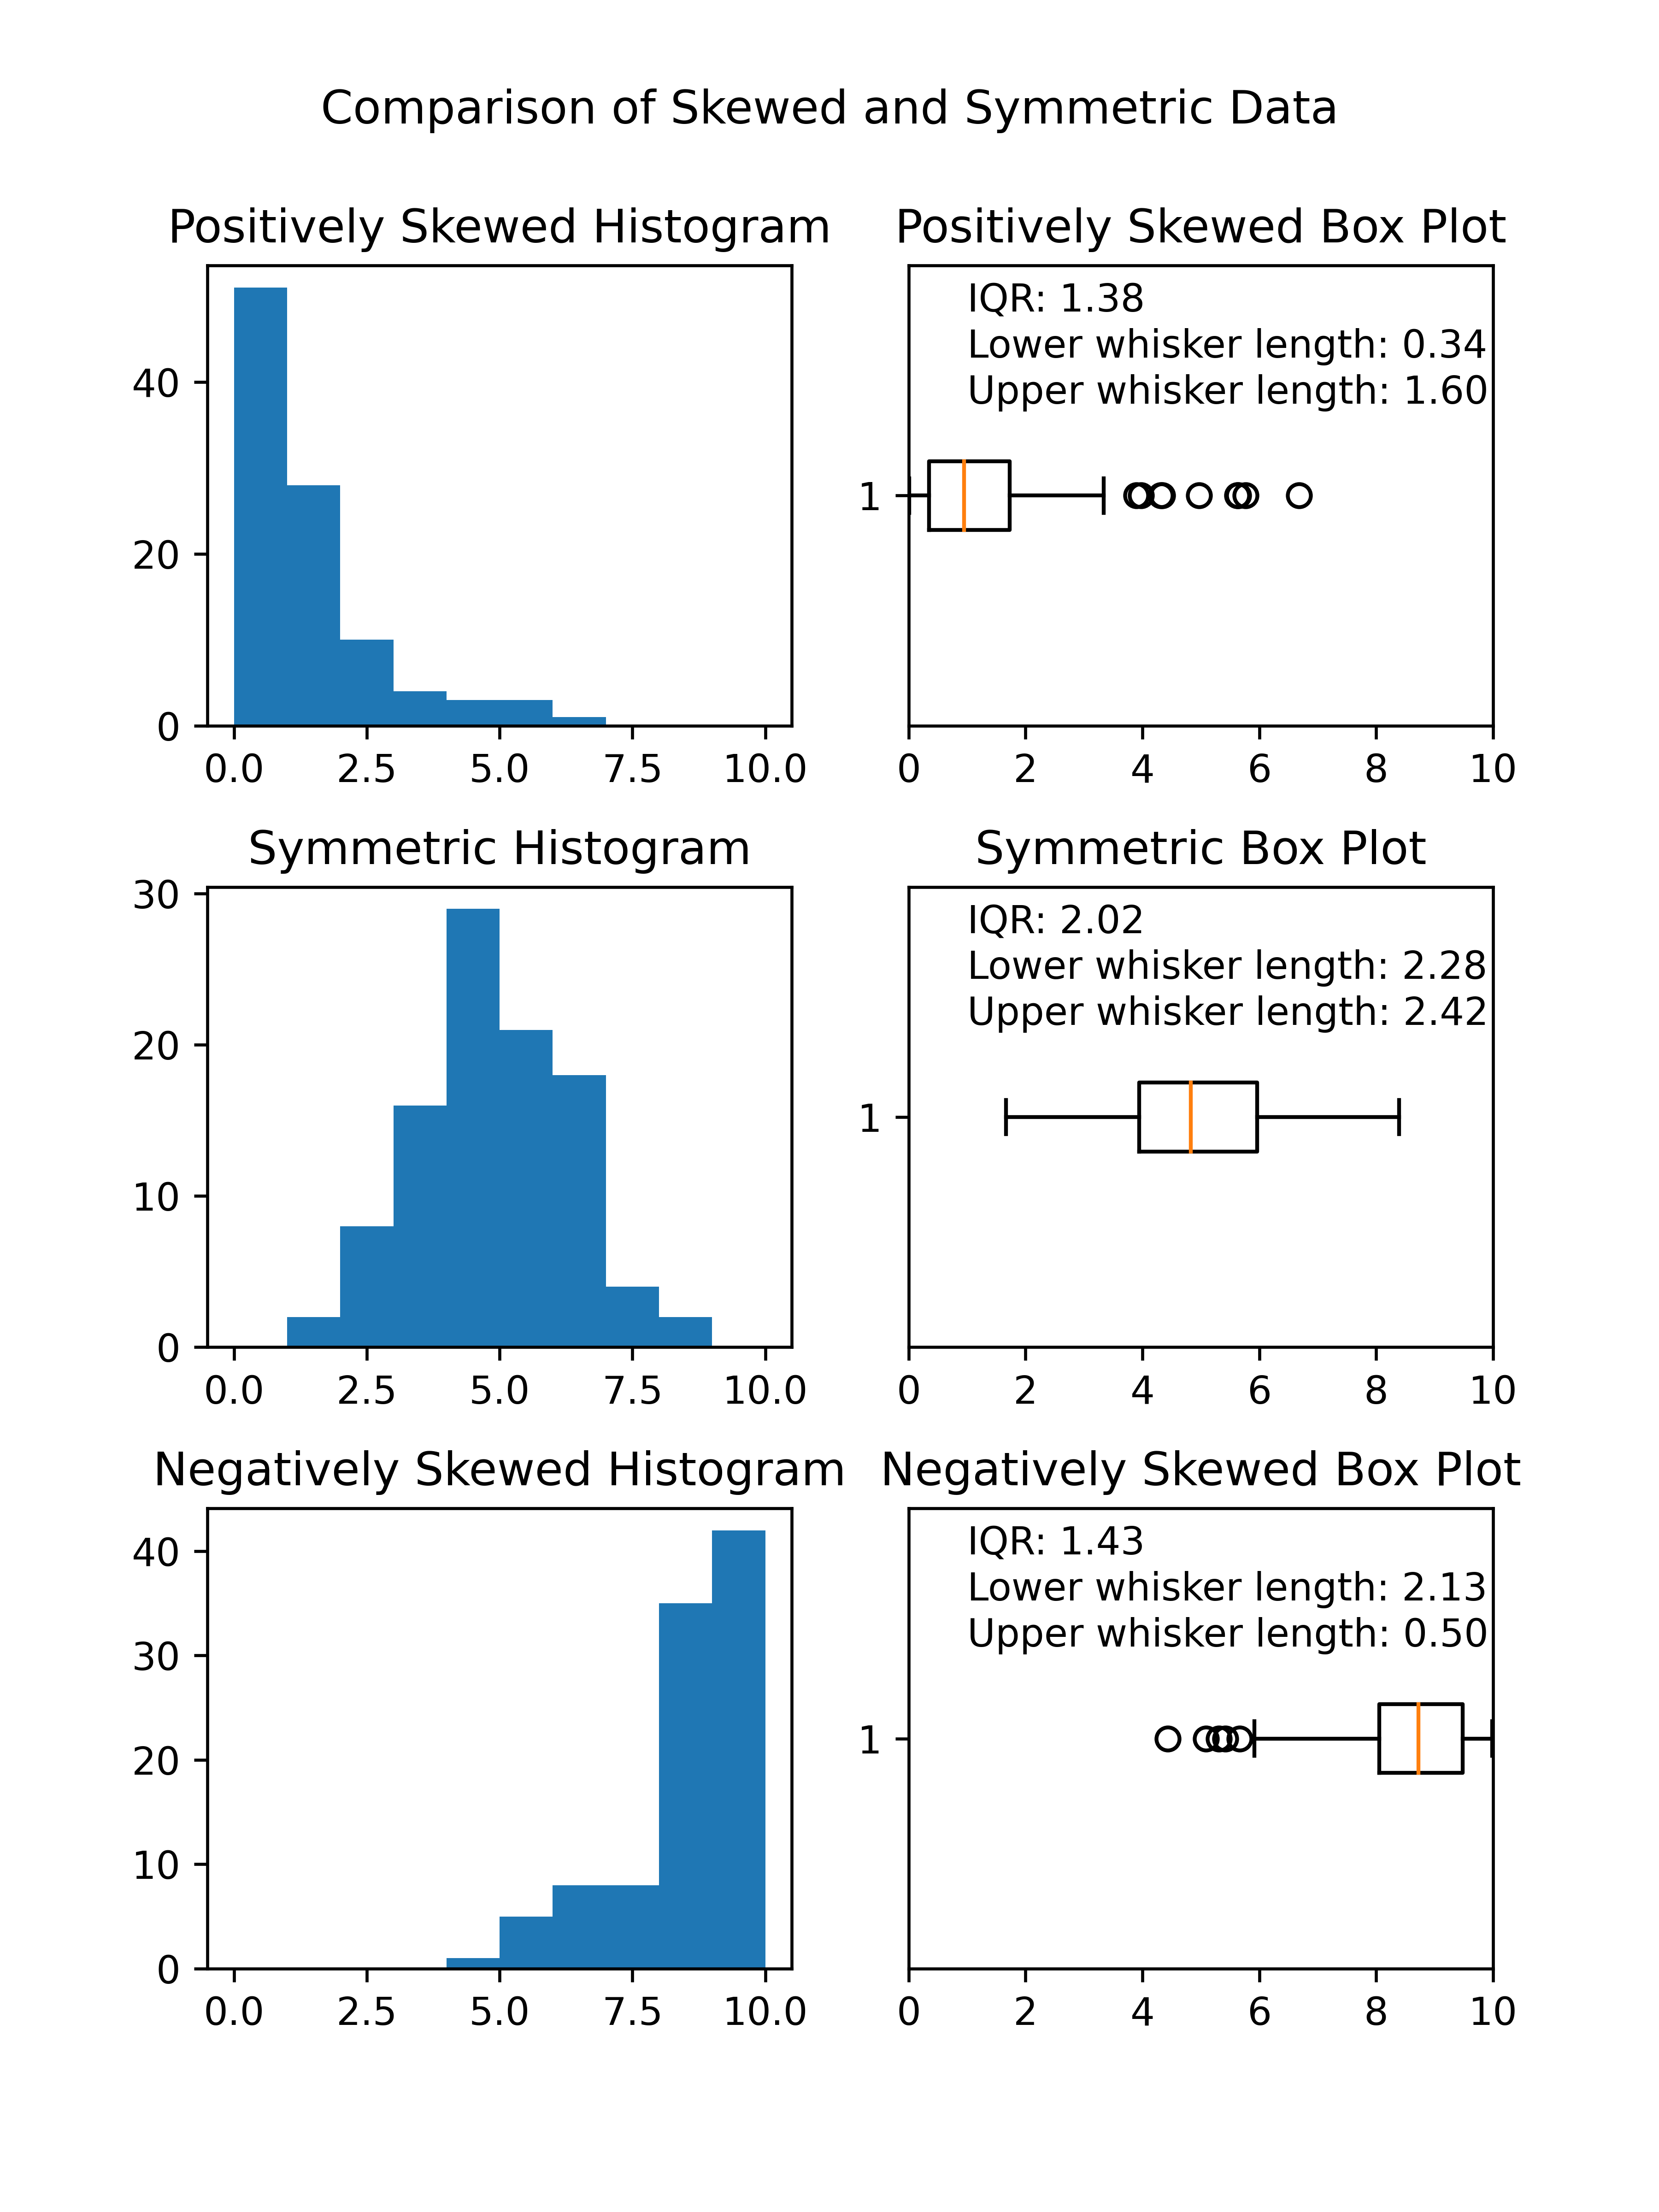 Comparison of Skewed and Symmetric Data
Positively Skewed Histogram
40
20
0
0.0 2.5 5.0 7.5 10.0
Positively Skewed Box Plot
IQR: 1.38
Lower whisker length: 0.34
Upper whisker length: 1.60
1
0 2 4 6 8 10
Symmetric Histogram
30
20
10
0
0.0 2.5 5.0 7.5 10.0
Symmetric Box Plot
IQR: 2.02
Lower whisker length: 2.28
Upper whisker length: 2.42
1
0 2 4 6 8 10
Negatively Skewed Histogram
40
30
20
10
0
0.0 2.5 5.0 7.5 10.0
Negatively Skewed Box Plot
IQR: 1.43
Lower whisker length: 2.13
Upper whisker length: 0.50
1
0 2 4 6 8 10